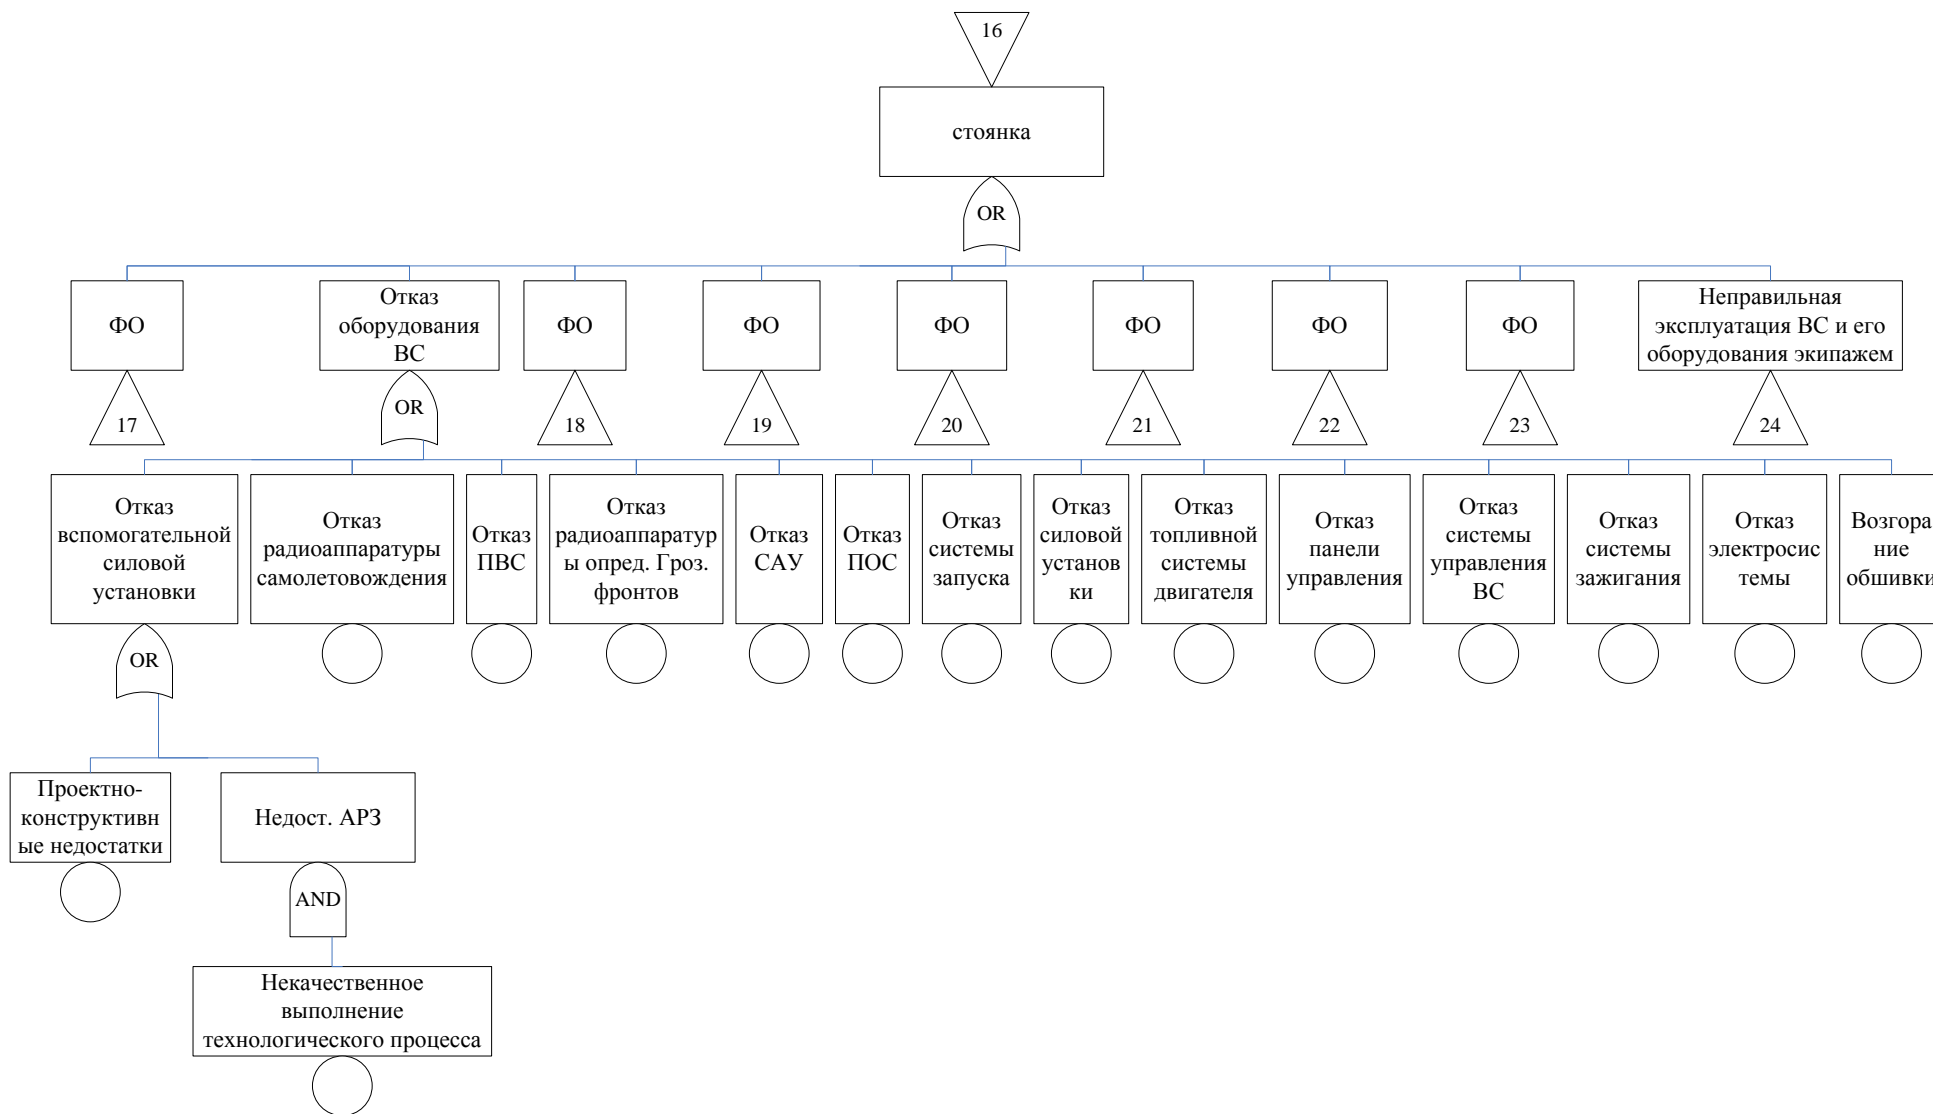 16
стоянка
OR
ФО
Отказ
оборудования
ВС
ФО
ФО
ФО
ФО
ФО
ФО
Неправильная
эксплуатация ВС и его
оборудования экипажем
17
OR
18
19
20
21
22
23
24
Отказ
вспомогательной
силовой
установки
Отказ
радиоаппаратуры
самолетовождения
Отказ
ПВС
Отказ
радиоаппаратур
ы опред. Гроз.
фронтов
Отказ
САУ
Отказ
ПОС
Отказ
системы
запуска
Отказ
силовой
установ
ки
Отказ
топливной
системы
двигателя
Отказ
панели
управления
Отказ
системы
управления
ВС
Отказ
системы
зажигания
Отказ
электросис
темы
Возгора
ние
обшивки
OR
Проектно-
конструктивн
ые недостатки
Недост. АРЗ
AND
Некачественное
выполнение
технологического процесса